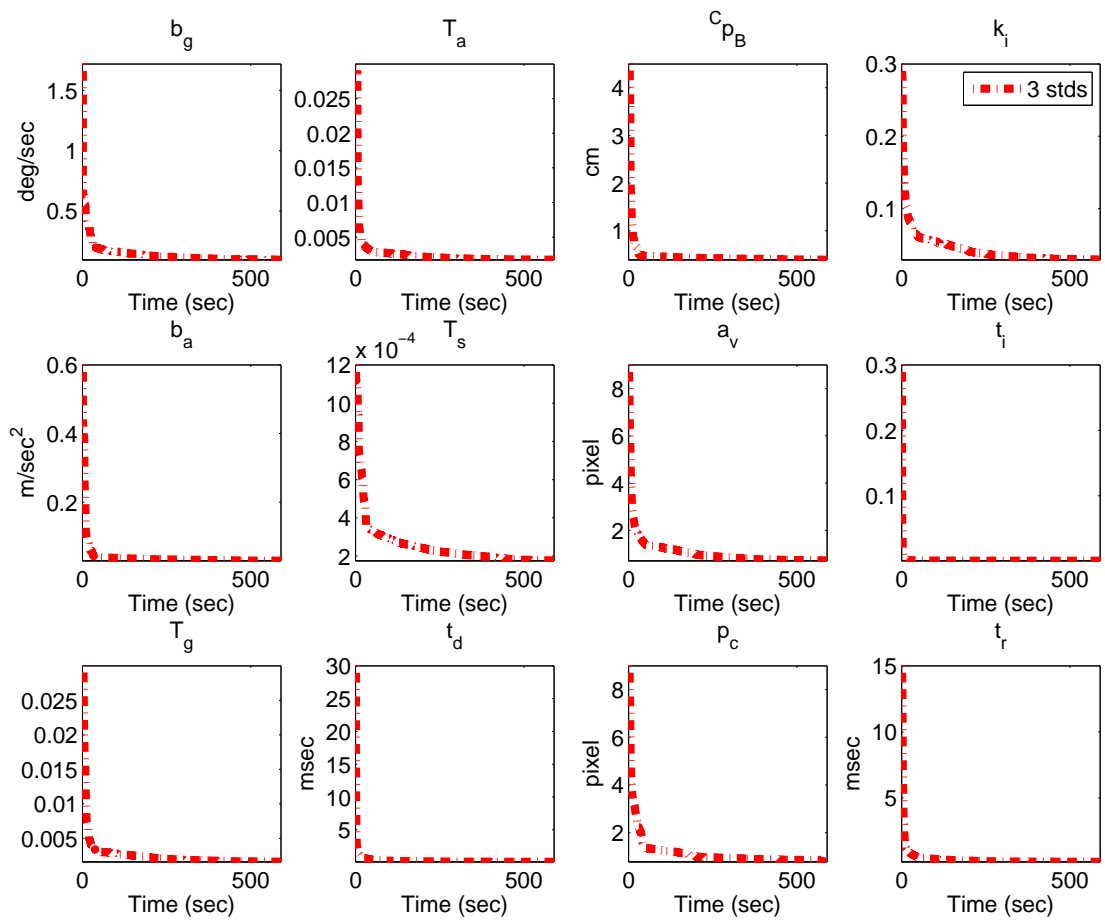 b_g
deg/sec
1.5
1
0.5
0 500
Time (sec)
T_a
0.025
0.02
0.015
0.01
0.005
0 500
Time (sec)
^Cp_B
cm
4
3
2
1
0 500
Time (sec)
k_i
0.3
0.2
0.1
3 stds
0 500
Time (sec)
b_a
m/sec^2
0.6
0.4
0.2
0 500
Time (sec)
T_s
x 10^−4
12
10
8
6
4
2
0 500
Time (sec)
a_v
pixel
8
6
4
2
0 500
Time (sec)
t_i
0.3
0.2
0.1
0 500
Time (sec)
T_g
0.025
0.02
0.015
0.01
0.005
0 500
Time (sec)
t_d
msec
30
25
20
15
10
5
0 500
Time (sec)
p_c
pixel
8
6
4
2
0 500
Time (sec)
t_r
msec
15
10
5
0 500
Time (sec)